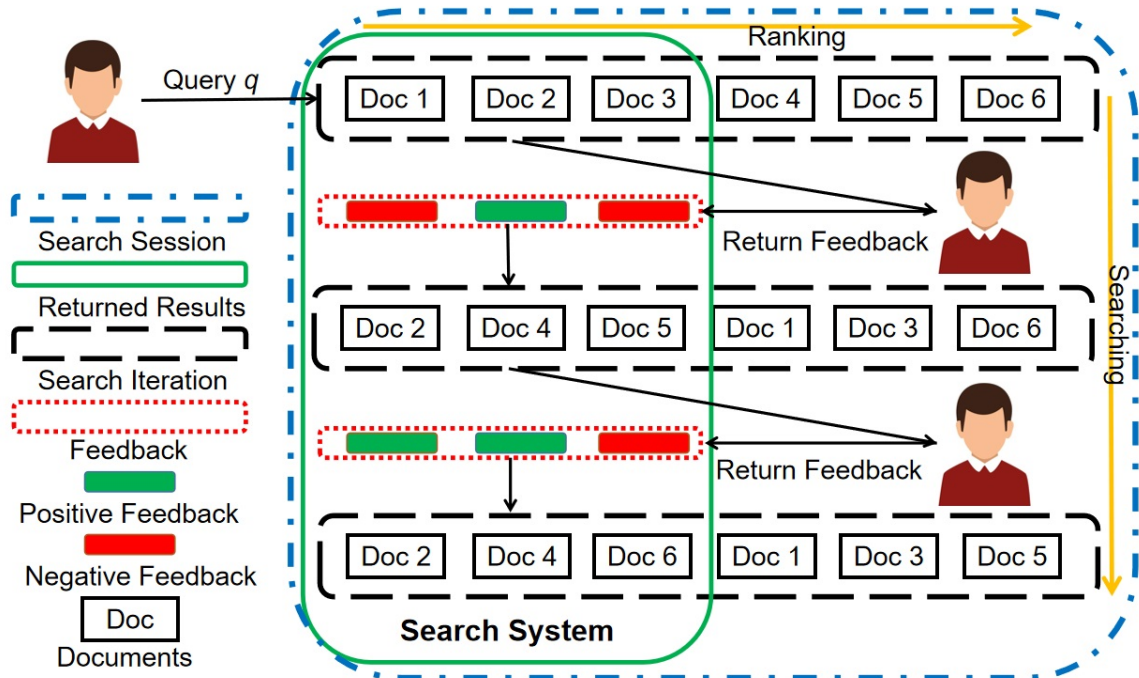 Ranking
Query q
Doc 1 Doc 2 Doc 3 Doc 4 Doc 5 Doc 6
Return Feedback
Searching
Doc 2 Doc 4 Doc 5 Doc 1 Doc 3 Doc 6
Return Feedback
Doc 2 Doc 4 Doc 6 Doc 1 Doc 3 Doc 5
Search System
Search Session
Returned Results
Search Iteration
Feedback
Positive Feedback
Negative Feedback
Doc
Documents